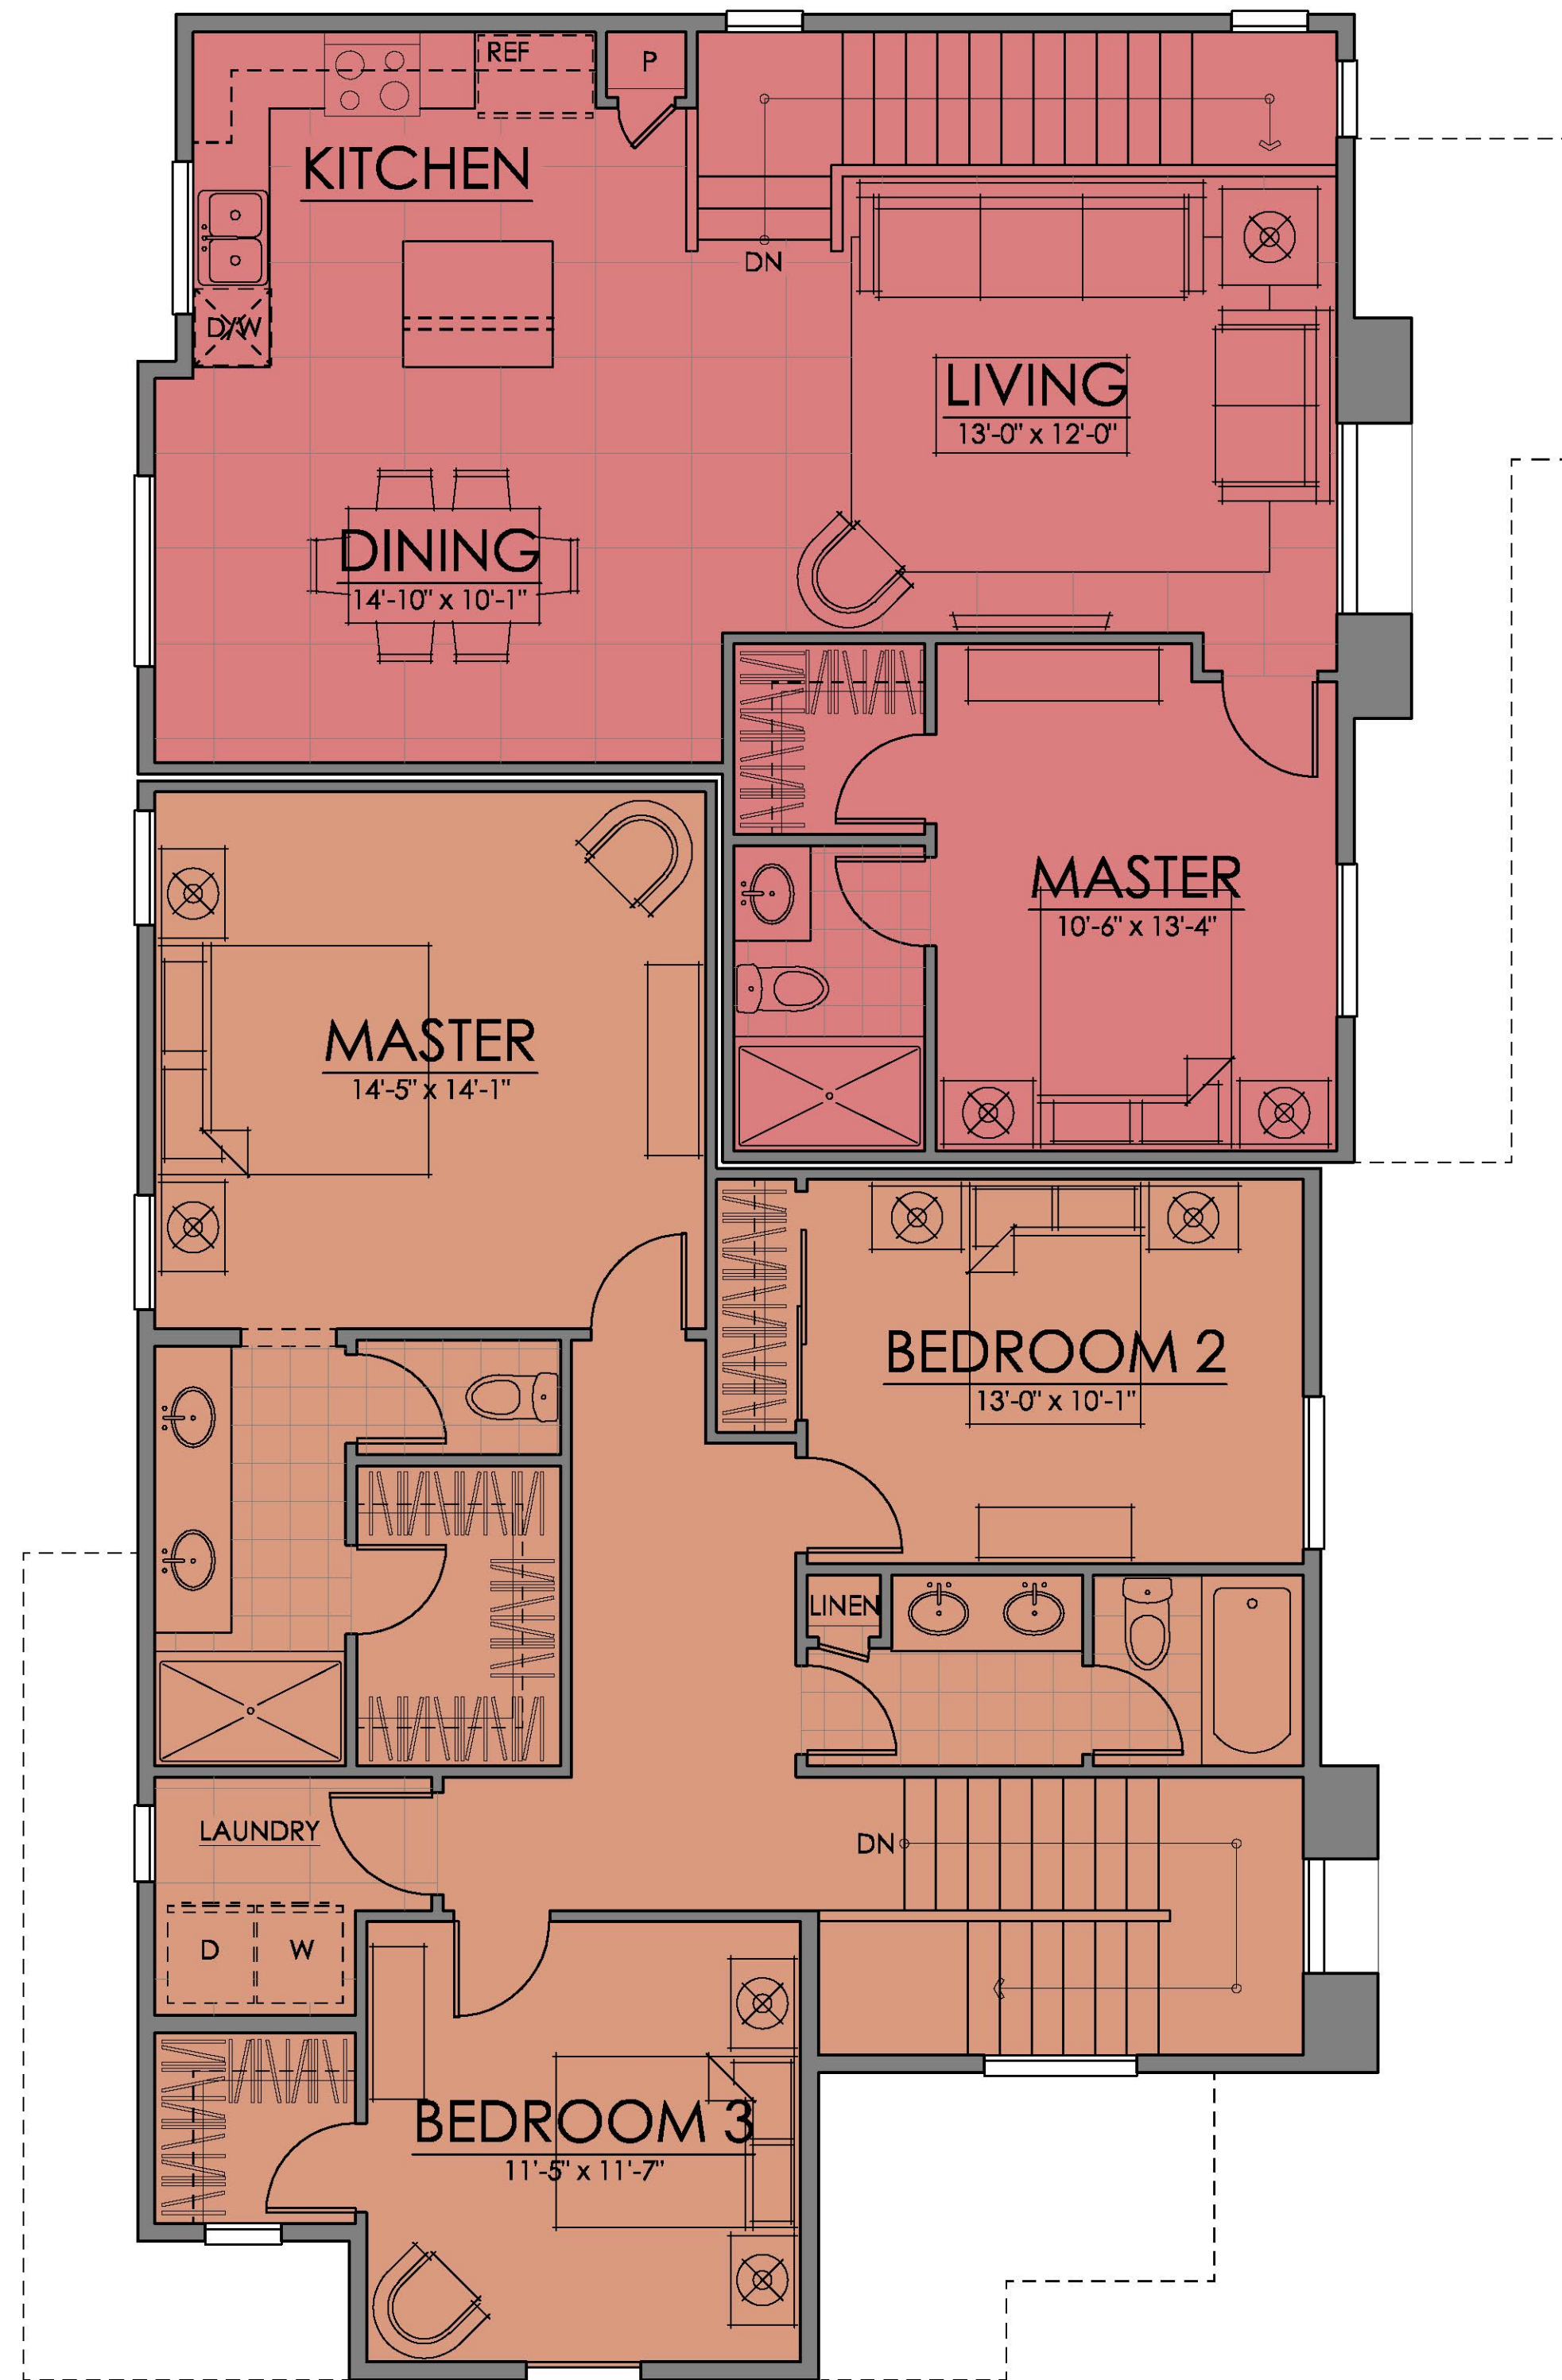 REF
P
KITCHEN
DN
D/W
LIVING
13'-0" x 12'-0"
DINING
14'-10" x 10'-1"
MASTER
10'-6" x 13'-4"
MASTER
14'-5" x 14'-1"
BEDROOM 2
13'-0" x 10'-1"
LINEN
LAUNDRY
DN
D
W
BEDROOM 3
11'-5" x 11'-7"